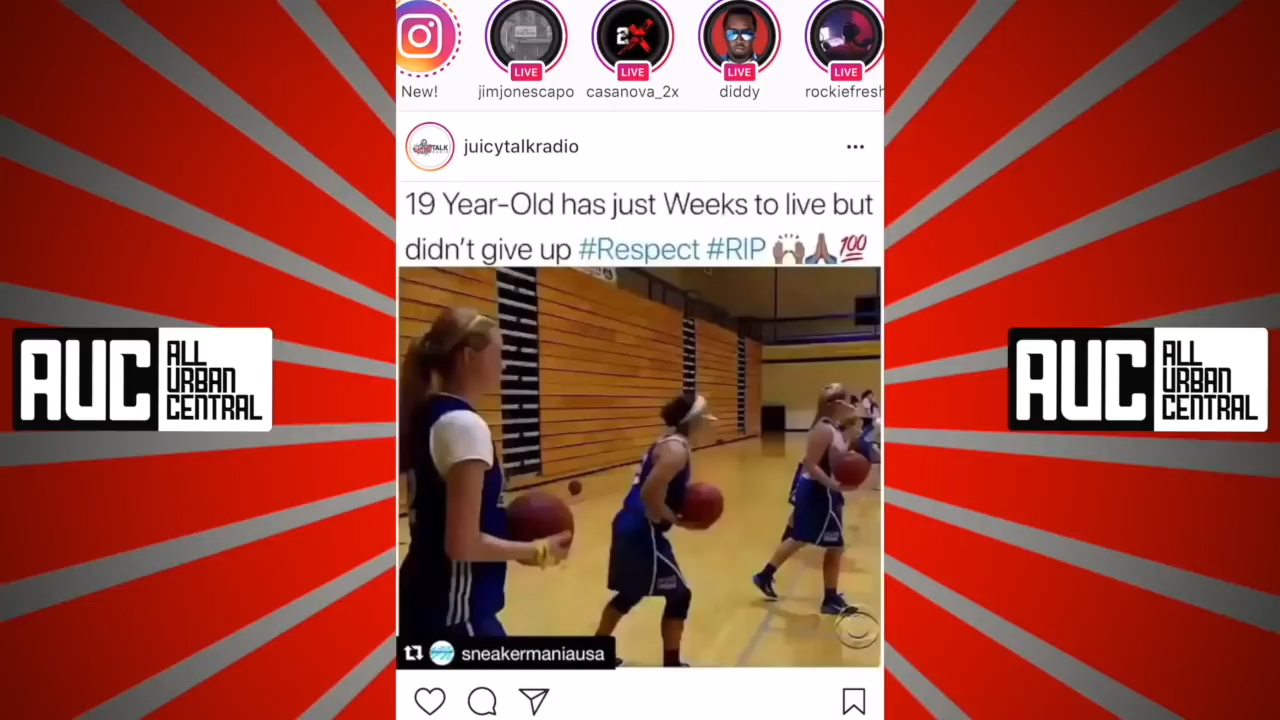 New!
LIVE
jimjonescapo
2X
LIVE
casanova_2x
LIVE
diddy
LIVE
rockiefresh
juicytalkradio
19 Year-Old has just Weeks to live but
didn't give up #Respect #RIP 🙌🏽🙏🏽💯
AUC
ALL
URBAN
CENTRAL
AUC
ALL
URBAN
CENTRAL
sneakermaniausa